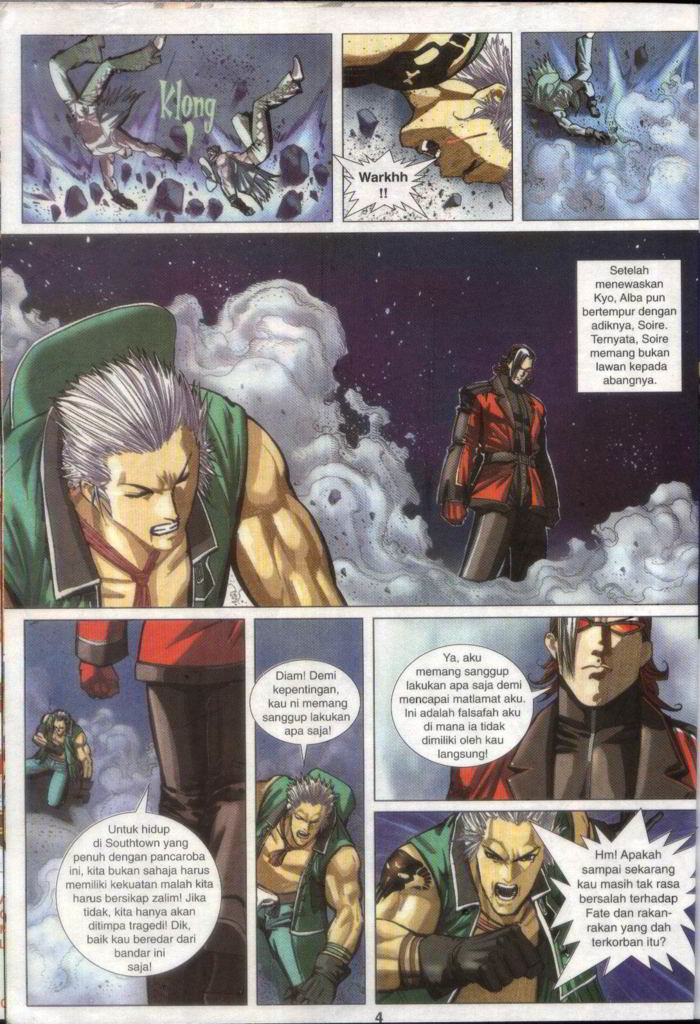 Klong
!
Warkhh
!!
Setelah
menewaskan
Kyo, Alba pun
bertempur dengan
adiknya, Soire.
Ternyata, Soire
memang bukan
lawan kepada
abangnya.
Untuk hidup
di Southtown yang
penuh dengan pancaroba
ini, kita bukan sahaja harus
memiliki kekuatan malah kita
harus bersikap zalim! Jika
tidak, kita hanya akan
ditimpa tragedi! Dik,
baik kau beredar dari
bandar ini
saja!
Diam! Demi
kepentingan,
kau ni memang
sanggup lakukan
apa saja!
Ya, aku
memang sanggup
lakukan apa saja demi
mencapai matlamat aku.
Ini adalah falsafah aku
di mana ia tidak
dimiliki oleh kau
langsung!
Hm! Apakah
sampai sekarang
kau masih tak rasa
bersalah terhadap
Fate dan rakan-
rakan yang dah
terkorban itu?
4